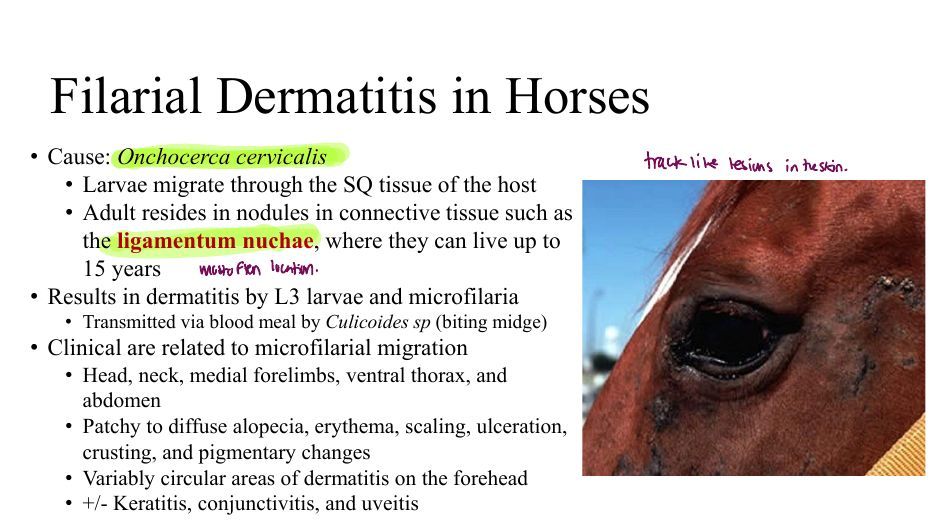 Filarial Dermatitis in Horses
• Cause: Onchocerca cervicalis
• Larvae migrate through the SQ tissue of the host
• Adult resides in nodules in connective tissue such as
the ligamentum nuchae, where they can live up to
15 years
most often location.
• Results in dermatitis by L3 larvae and microfilaria
• Transmitted via blood meal by Culicoides sp (biting midge)
• Clinical are related to microfilarial migration
• Head, neck, medial forelimbs, ventral thorax, and
abdomen
• Patchy to diffuse alopecia, erythema, scaling, ulceration,
crusting, and pigmentary changes
• Variably circular areas of dermatitis on the forehead
• +/- Keratitis, conjunctivitis, and uveitis
track like lesions in the skin.